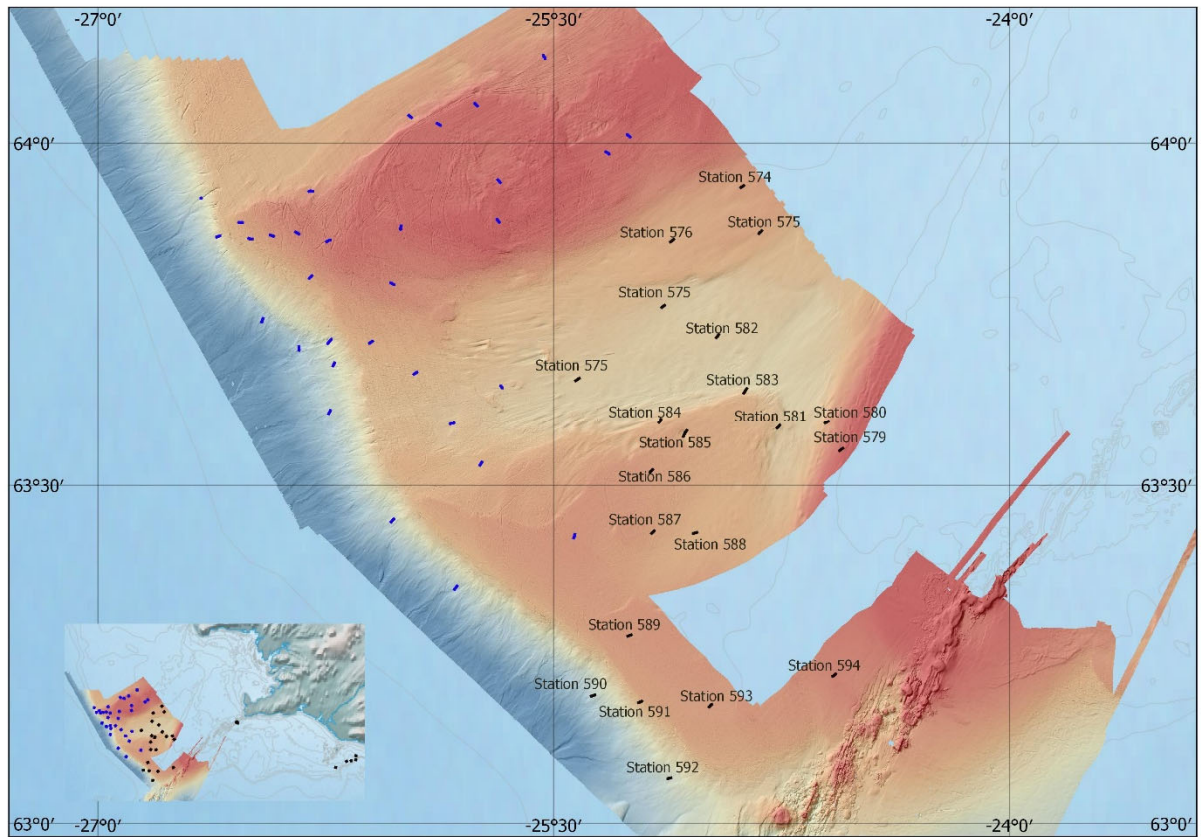 -27°0' -25°30' -24°0'
64°0' 64°0'
Station 574
Station 575
Station 576
Station 575
Station 582
Station 575
Station 583
Station 584
Station 581
Station 580
Station 585
Station 579
Station 586
63°30' 63°30'
Station 587
Station 588
Station 589
Station 594
Station 590
Station 591
Station 593
Station 592
63°0' -27°0' -25°30' -24°0' 63°0'